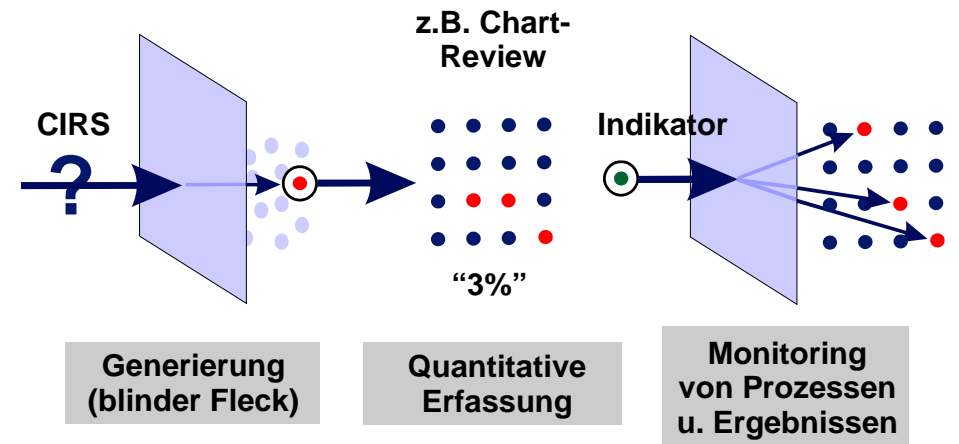 z.B. Chart-
Review
CIRS
?
Indikator
“3%”
Generierung
(blinder Fleck)
Quantitative
Erfassung
Monitoring
von Prozessen
u. Ergebnissen